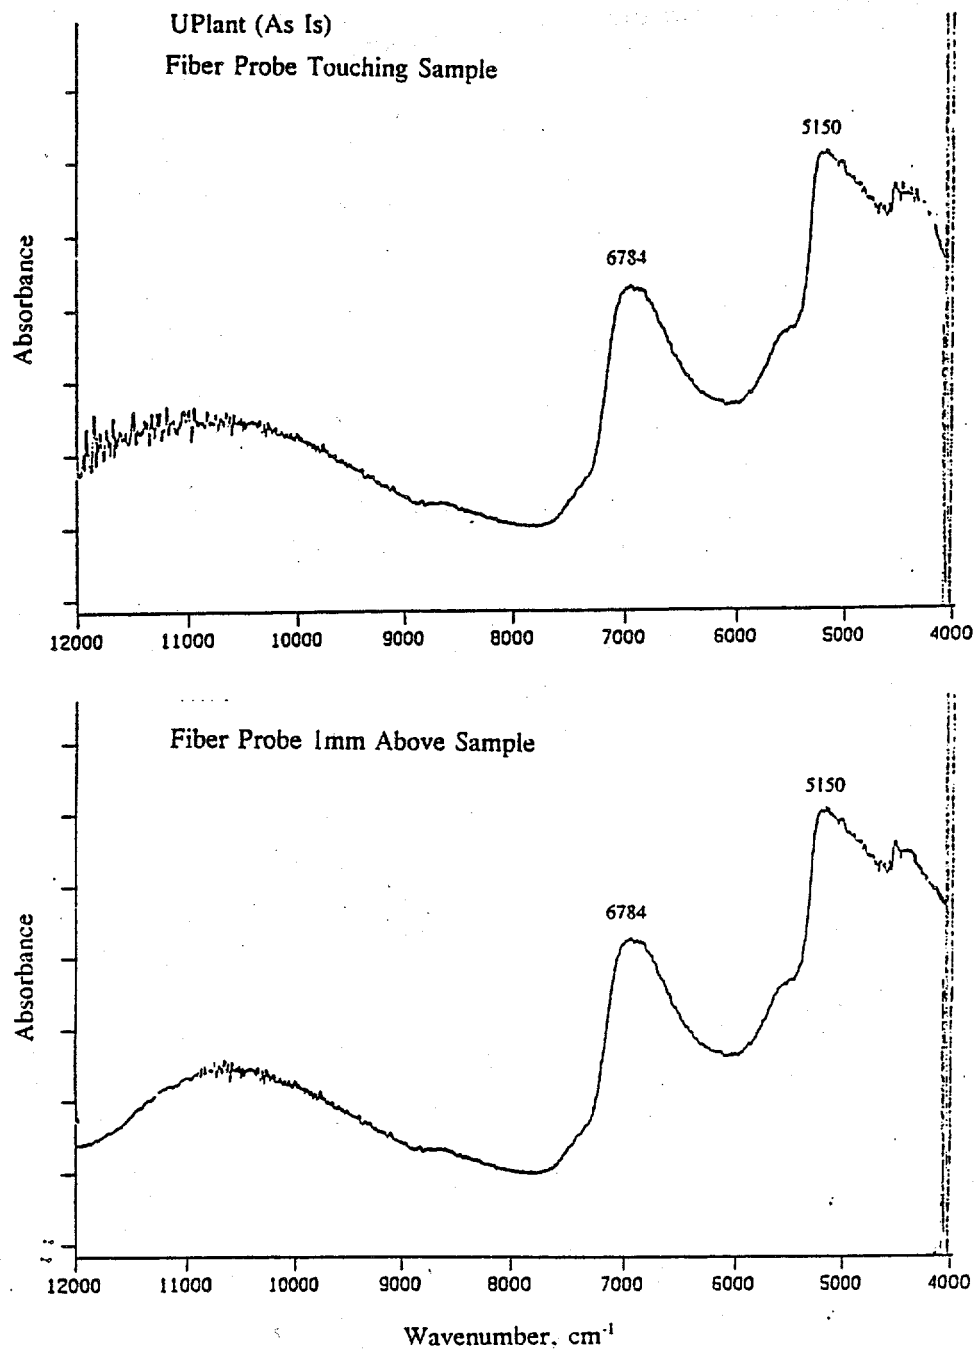 UPlant (As Is)
Fiber Probe Touching Sample
5150
6784
Absorbance
12000 11000 10000 9000 8000 7000 6000 5000 4000
Fiber Probe 1mm Above Sample
5150
6784
Absorbance
12000 11000 10000 9000 8000 7000 6000 5000 4000
Wavenumber, cm-1